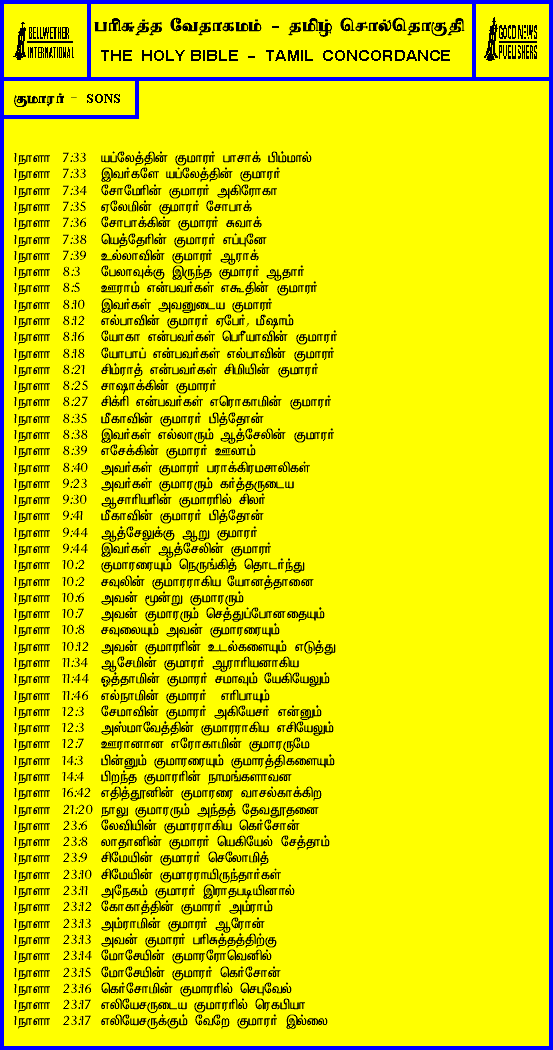 BELLWETHER
INTERNATIONAL
பரிசுத்த வேதாகமம் - தமிழ் சொல்தொகுதி
THE HOLY BIBLE - TAMIL CONCORDANCE
GOOD NEWS
PUBLISHERS
குமாரர் - SONS
1நாளா 7:33 யப்லேத்தின் குமாரர் பாசாக் பிம்மால்
1நாளா 7:33 இவர்களே யப்லேத்தின் குமாரர்
1நாளா 7:34 சோமேரின் குமாரர் அகிரோகா
1நாளா 7:35 ஏலேமின் குமாரர் சோபாக்
1நாளா 7:36 சோபாக்கின் குமாரர் சுவாக்
1நாளா 7:38 யெத்தேரின் குமாரர் எப்புனே
1நாளா 7:39 உல்லாவின் குமாரர் ஆராக்
1நாளா 8:3 பேலாவுக்கு இருந்த குமாரர் ஆதார்
1நாளா 8:5 ஊராம் என்பவர்கள் எகூதின் குமாரர்
1நாளா 8:10 இவர்கள் அவனுடைய குமாரர்
1நாளா 8:12 எல்பாவின் குமாரர் ஏபேர், மீஷாம்
1நாளா 8:16 யோகா என்பவர்கள் பெரீயாவின் குமாரர்
1நாளா 8:18 யோபாப் என்பவர்கள் எல்பாவின் குமாரர்
1நாளா 8:21 சிம்ராத் என்பவர்கள் சிமியின் குமாரர்
1நாளா 8:25 சாஷாக்கின் குமாரர்
1நாளா 8:27 சிக்ரி என்பவர்கள் எரொகாமின் குமாரர்
1நாளா 8:35 மீகாவின் குமாரர் பித்தோன்
1நாளா 8:38 இவர்கள் எல்லாரும் ஆத்சேலின் குமாரர்
1நாளா 8:39 எசேக்கின் குமாரர் ஊலாம்
1நாளா 8:40 அவர்கள் குமாரர் பராக்கிரமசாலிகள்
1நாளா 9:23 அவர்கள் குமாரரும் கர்த்தருடைய
1நாளா 9:30 ஆசாரியரின் குமாரரில் சிலர்
1நாளா 9:41 மீகாவின் குமாரர் பித்தோன்
1நாளா 9:44 ஆத்சேலுக்கு ஆறு குமாரர்
1நாளா 9:44 இவர்கள் ஆத்சேலின் குமாரர்
1நாளா 10:2 குமாரரையும் நெருங்கித் தொடர்ந்து
1நாளா 10:2 சவுலின் குமாரராகிய யோனத்தானை
1நாளா 10:6 அவன் மூன்று குமாரரும்
1நாளா 10:7 அவன் குமாரரும் செத்துப்போனதையும்
1நாளா 10:8 சவுலையும் அவன் குமாரரையும்
1நாளா 10:12 அவன் குமாரரின் உடல்களையும் எடுத்து
1நாளா 11:34 ஆசேமின் குமாரர் ஆராரியனாகிய
1நாளா 11:44 ஓத்தாமின் குமாரர் சமாவும் யேகியேலும்
1நாளா 11:46 எல்நாமின் குமாரர் எரிபாயும்
1நாளா 12:3 சேமாவின் குமாரர் அகியேசர் என்னும்
1நாளா 12:3 அஸ்மாவேத்தின் குமாரராகிய எசியேலும்
1நாளா 12:7 ஊரானான எரோகாமின் குமாரருமே
1நாளா 14:3 பின்னும் குமாரரையும் குமாரத்திகளையும்
1நாளா 14:4 பிறந்த குமாரரின் நாமங்களாவன
1நாளா 16:42 எதித்தூனின் குமாரரை வாசல்காக்கிற
1நாளா 21:20 நாலு குமாரரும் அந்தத் தேவதூதனை
1நாளா 23:6 லேவியின் குமாரராகிய கெர்சோன்
1நாளா 23:8 லாதானின் குமாரர் யெகியேல் சேத்தாம்
1நாளா 23:9 சிமேயின் குமாரர் செலோமித்
1நாளா 23:10 சிமேயின் குமாரராயிருந்தார்கள்
1நாளா 23:11 அநேகம் குமாரர் இராதபடியினால்
1நாளா 23:12 கோகாத்தின் குமாரர் அம்ராம்
1நாளா 23:13 அம்ராமின் குமாரர் ஆரோன்
1நாளா 23:13 அவன் குமாரர் பரிசுத்தத்திற்கு
1நாளா 23:14 மோசேயின் குமாரரோவெனில்
1நாளா 23:15 மோசேயின் குமாரர் கெர்சோன்
1நாளா 23:16 கெர்சோமின் குமாரரில் செபுவேல்
1நாளா 23:17 எலியேசருடைய குமாரரில் ரெகபியா
1நாளா 23:17 எலியேசருக்கும் வேறே குமாரர் இல்லை